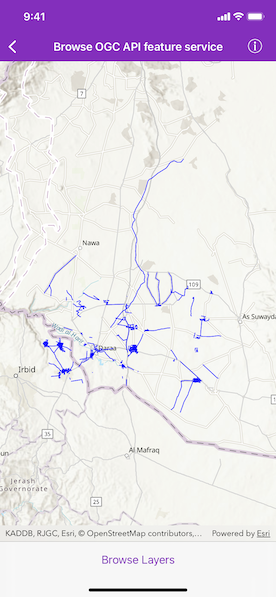 9:41
Browse OGC API feature service
7
Nawa
109
As Suwayda
Daraa
Irbid
35
Al Mafraq
Jerash
Governorate
25
KADDB, RJGC, Esri, © OpenStreetMap contributors,... Powered by Esri
Browse Layers